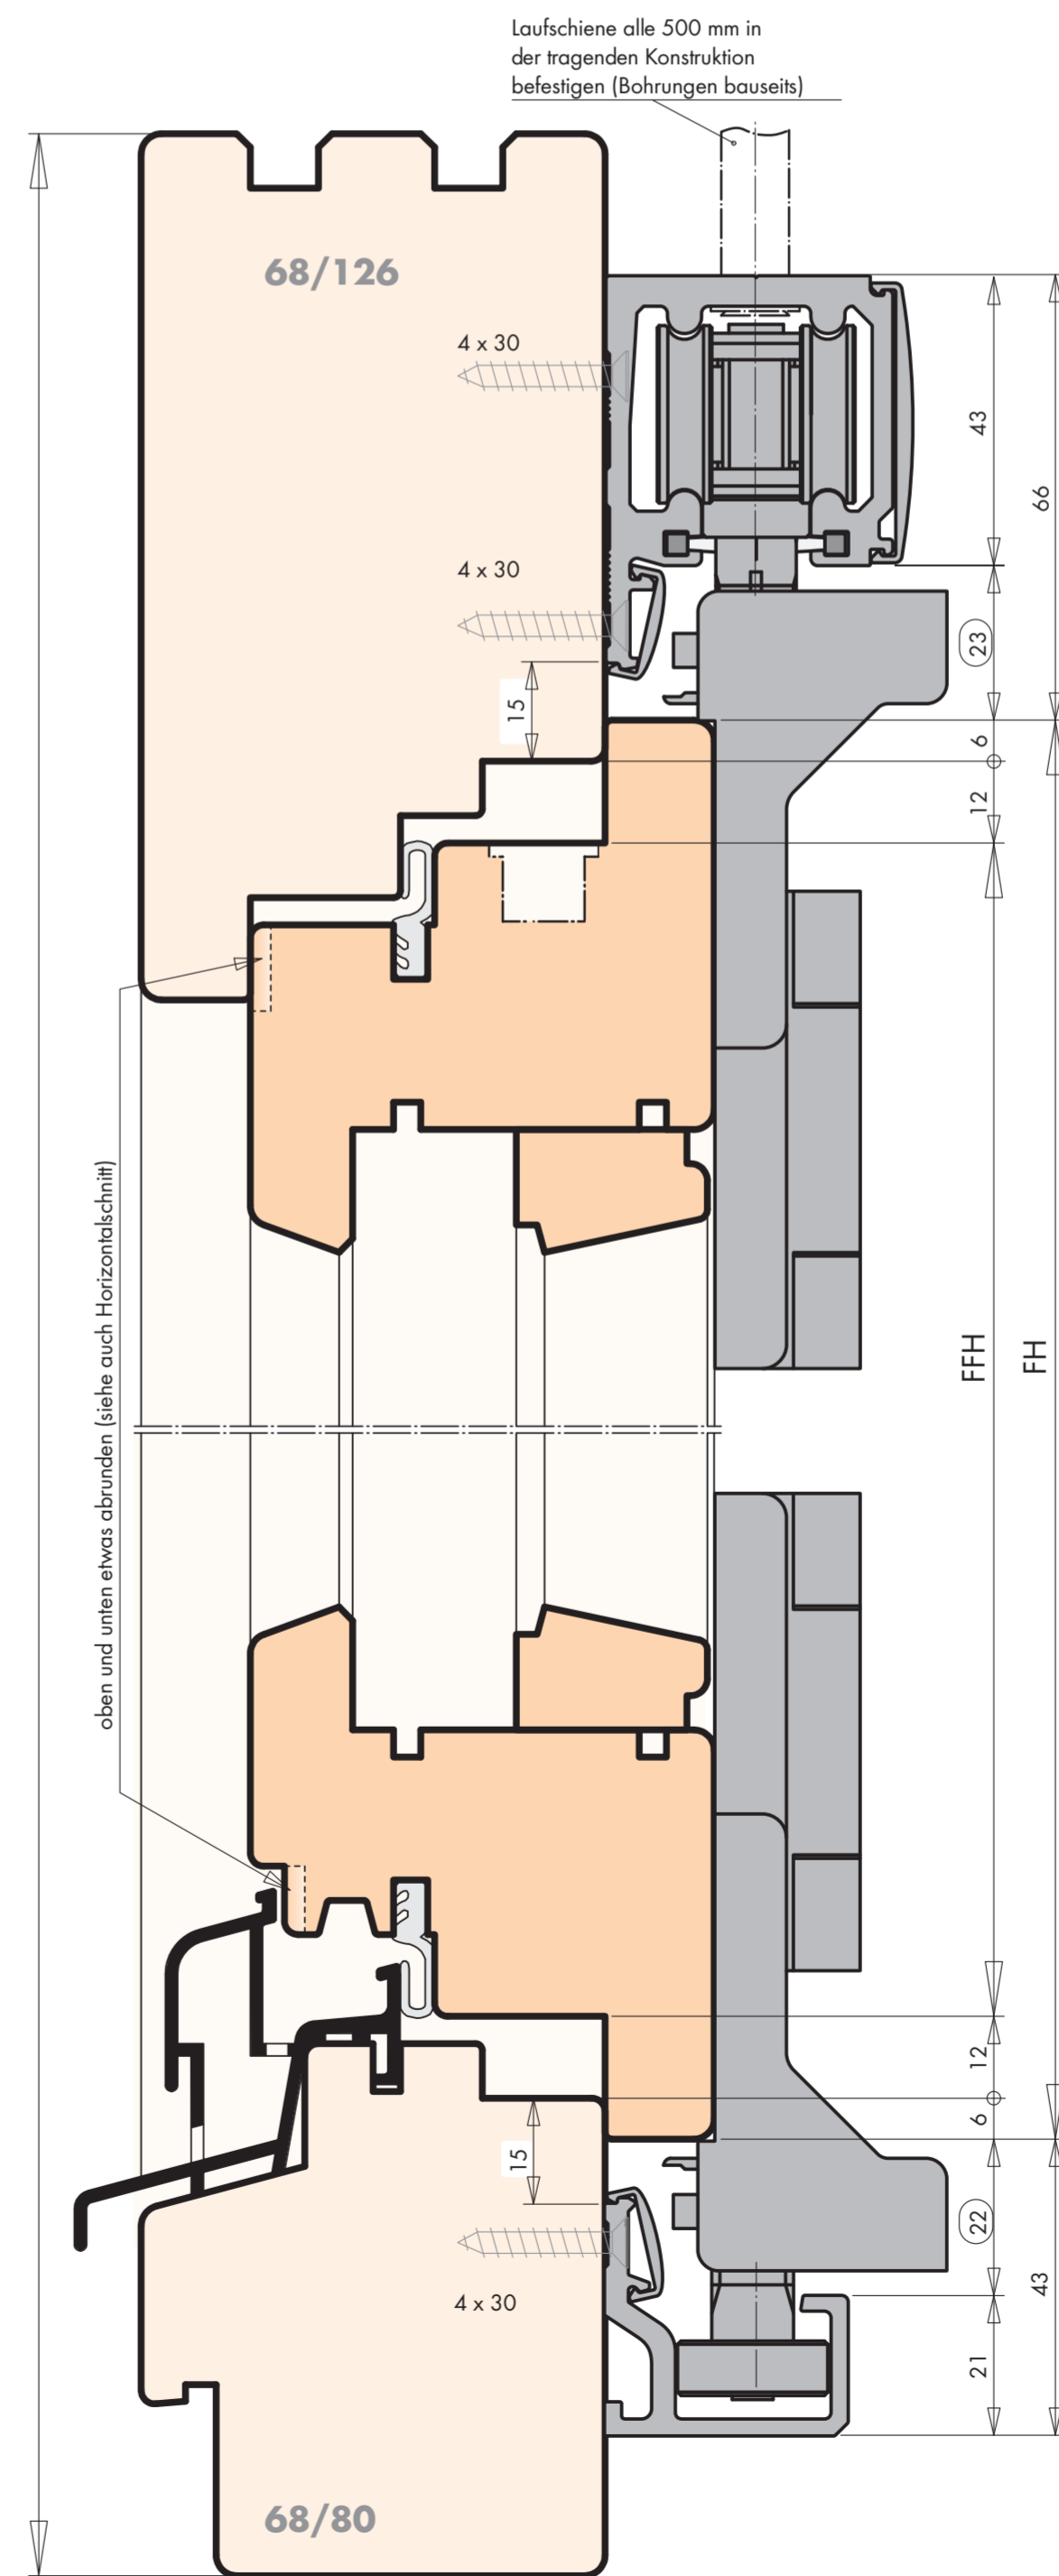 Laufschiene alle 500 mm in
der tragenden Konstruktion
befestigen (Bohrungen bauseits)
68/126
4 x 30
43
66
4 x 30
23
15
6
12
oben und unten etwas abrunden (siehe auch Horizontalschnitt)
FFH
FH
12
6
15
22
4 x 30
43
21
68/80